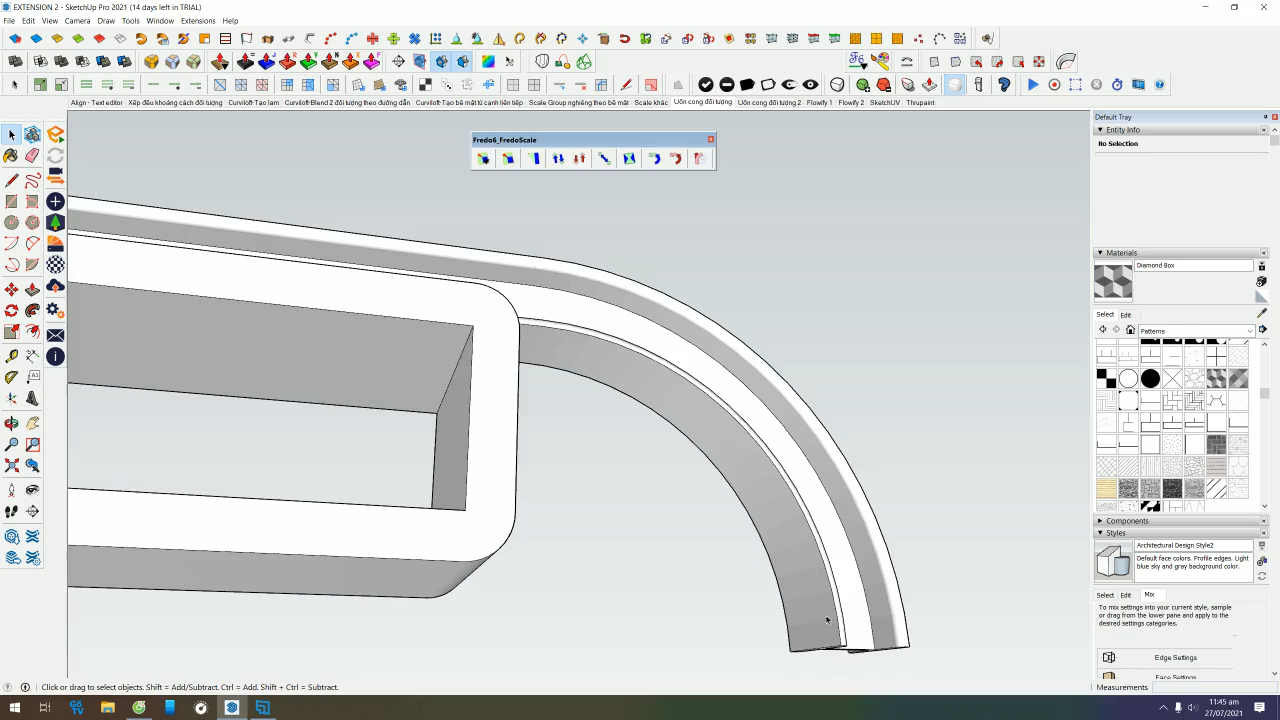 EXTENSION 2 - SketchUp Pro 2021 (14 days left in TRIAL)
File Edit View Camera Draw Tools Window Extensions Help
Align - Text editor Xếp đều khoảng cách đối tượng Curviloft-Tạo lam Curviloft-Blend 2 đối tượng theo đường dẫn Curviloft-Tạo bề mặt từ cạnh liên tiếp Scale Group nghiêng theo bề mặt Scale khác Uốn cong đối tượng Uốn cong đối tượng 2 Flowify 1 Flowify 2 SketchUV Thrupaint
Fredo6_FredoScale
Default Tray
Entity Info
No Selection
Materials
Diamond Box
Select Edit
Patterns
Components
Styles
Architectural Design Style2
Default face colors. Profile edges. Light
blue sky and gray background color.
Select Edit Mix
To mix settings into your current style, sample
or drag from the lower pane and apply to the
desired settings categories.
Edge Settings
Face Settings
Click or drag to select objects. Shift = Add/Subtract. Ctrl = Add. Shift + Ctrl = Subtract.
Measurements
11:45 am
27/07/2021